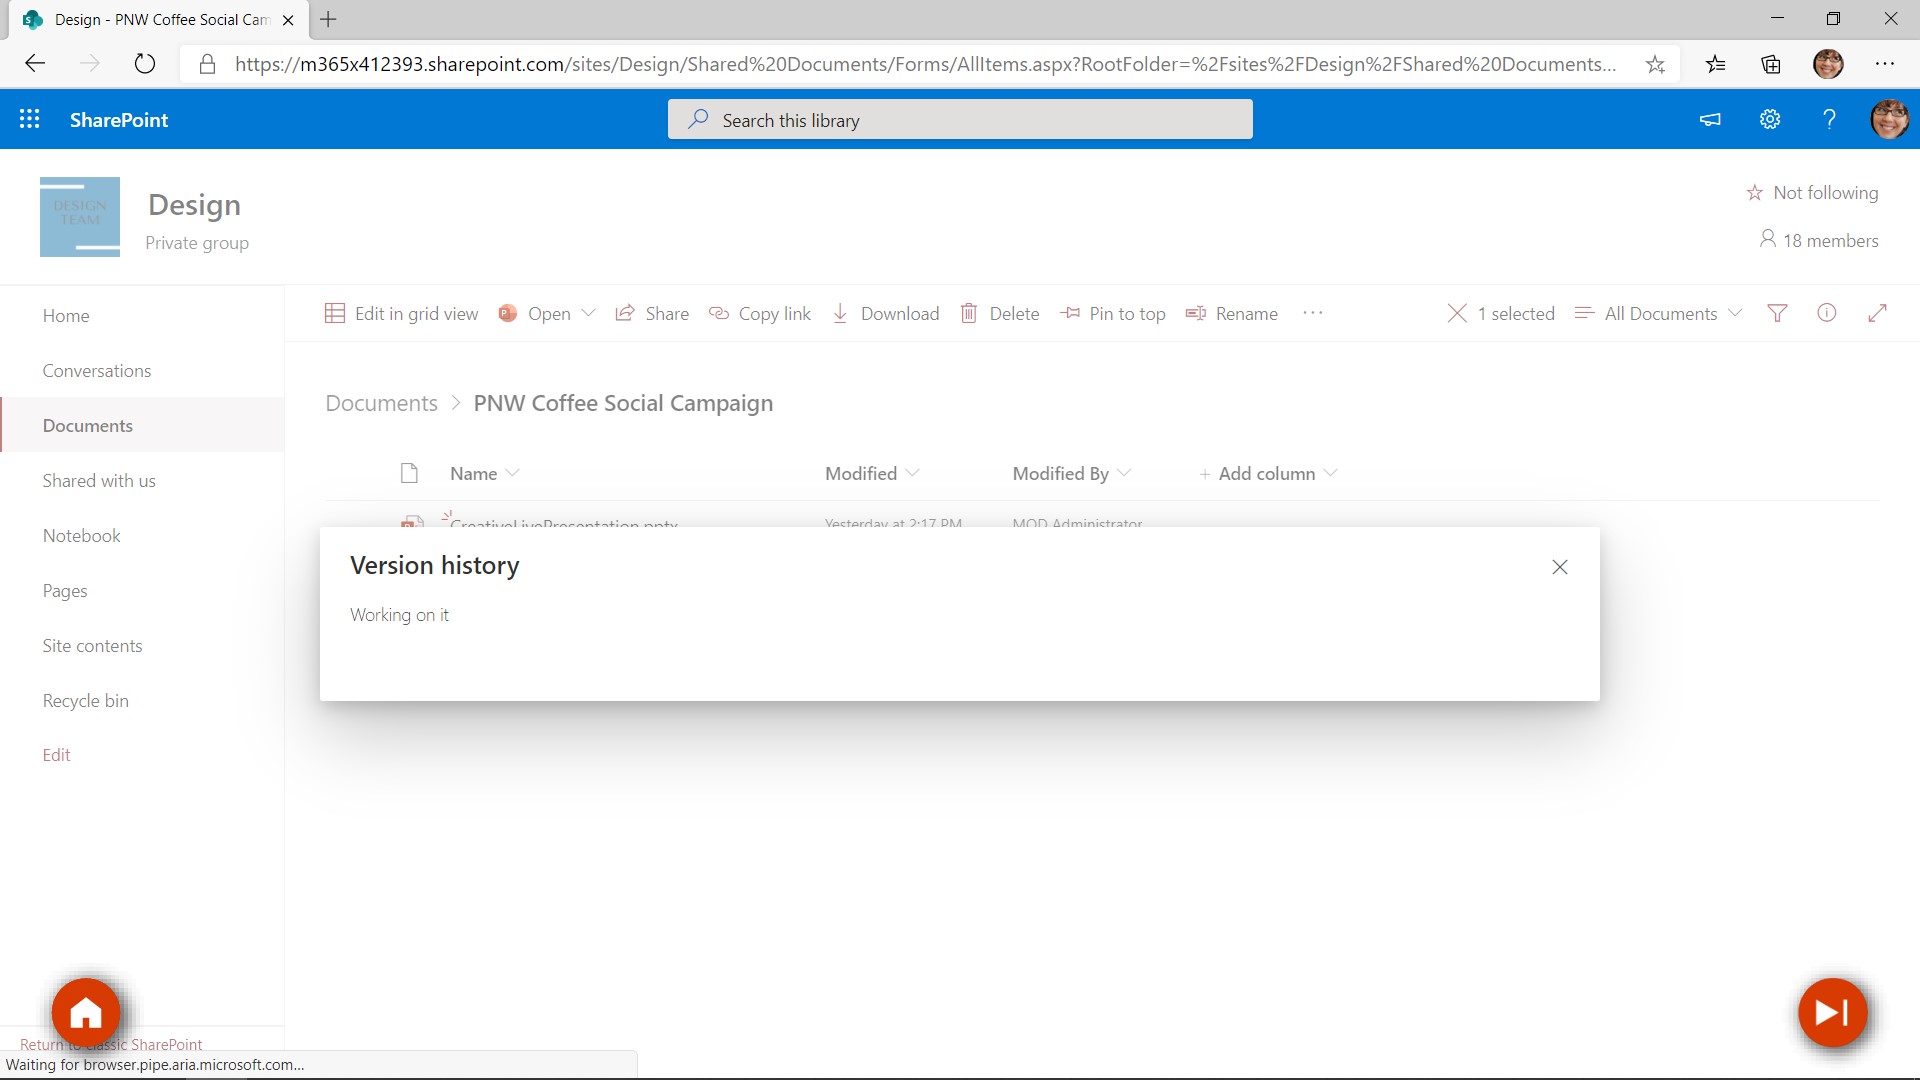 Design - PNW Coffee Social Cam
https://m365x412393.sharepoint.com/sites/Design/Shared%20Documents/Forms/AllItems.aspx?RootFolder=%2Fsites%2FDesign%2FShared%20Documents...
SharePoint
Search this library
?
DESIGN
TEAM
Design
Private group
Not following
18 members
Home
Conversations
Documents
Shared with us
Notebook
Pages
Site contents
Recycle bin
Edit
Edit in grid view
Open
Share
Copy link
Download
Delete
Pin to top
Rename
...
1 selected
All Documents
Documents > PNW Coffee Social Campaign
Name
Modified
Modified By
+ Add column
CreativeLivePresentation.pptx
Yesterday at 2:17 PM
MOD Administrator
Version history
Working on it
Return to classic SharePoint
Waiting for browser.pipe.aria.microsoft.com...